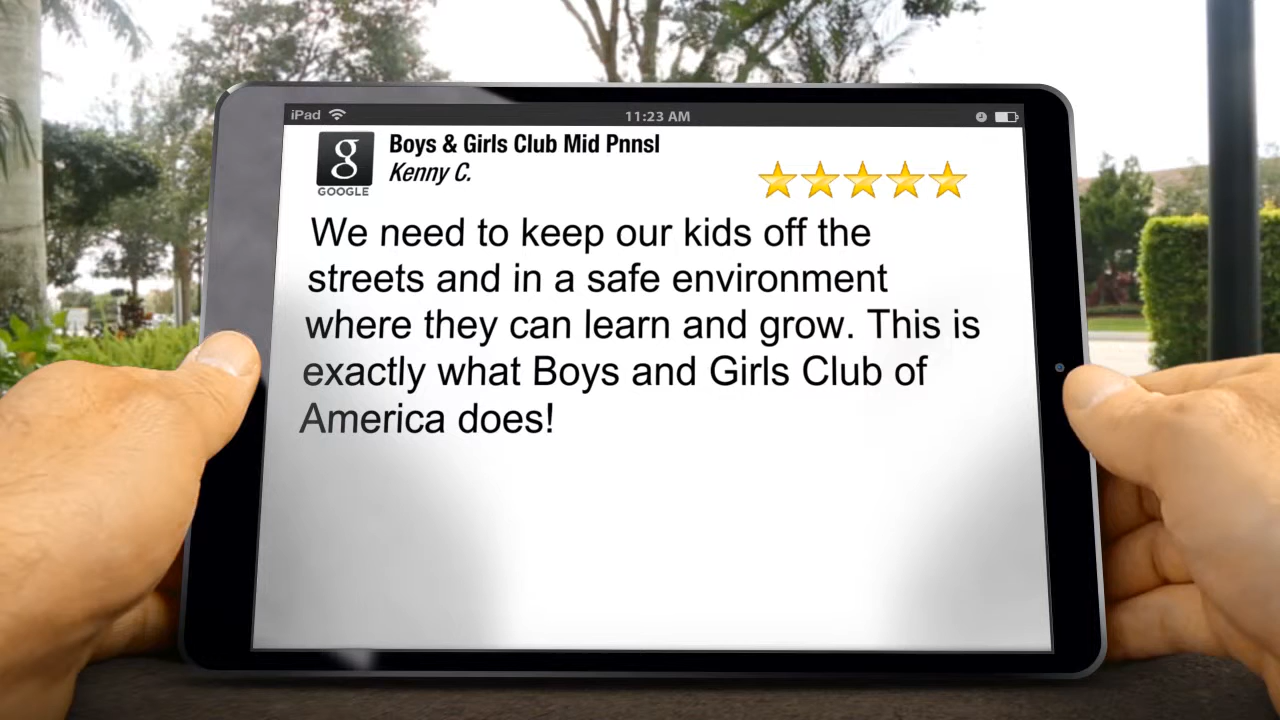 iPad 11:23 AM
g
GOOGLE
Boys & Girls Club Mid Pnnsl
Kenny C.
We need to keep our kids off the
streets and in a safe environment
where they can learn and grow. This is
exactly what Boys and Girls Club of
America does!